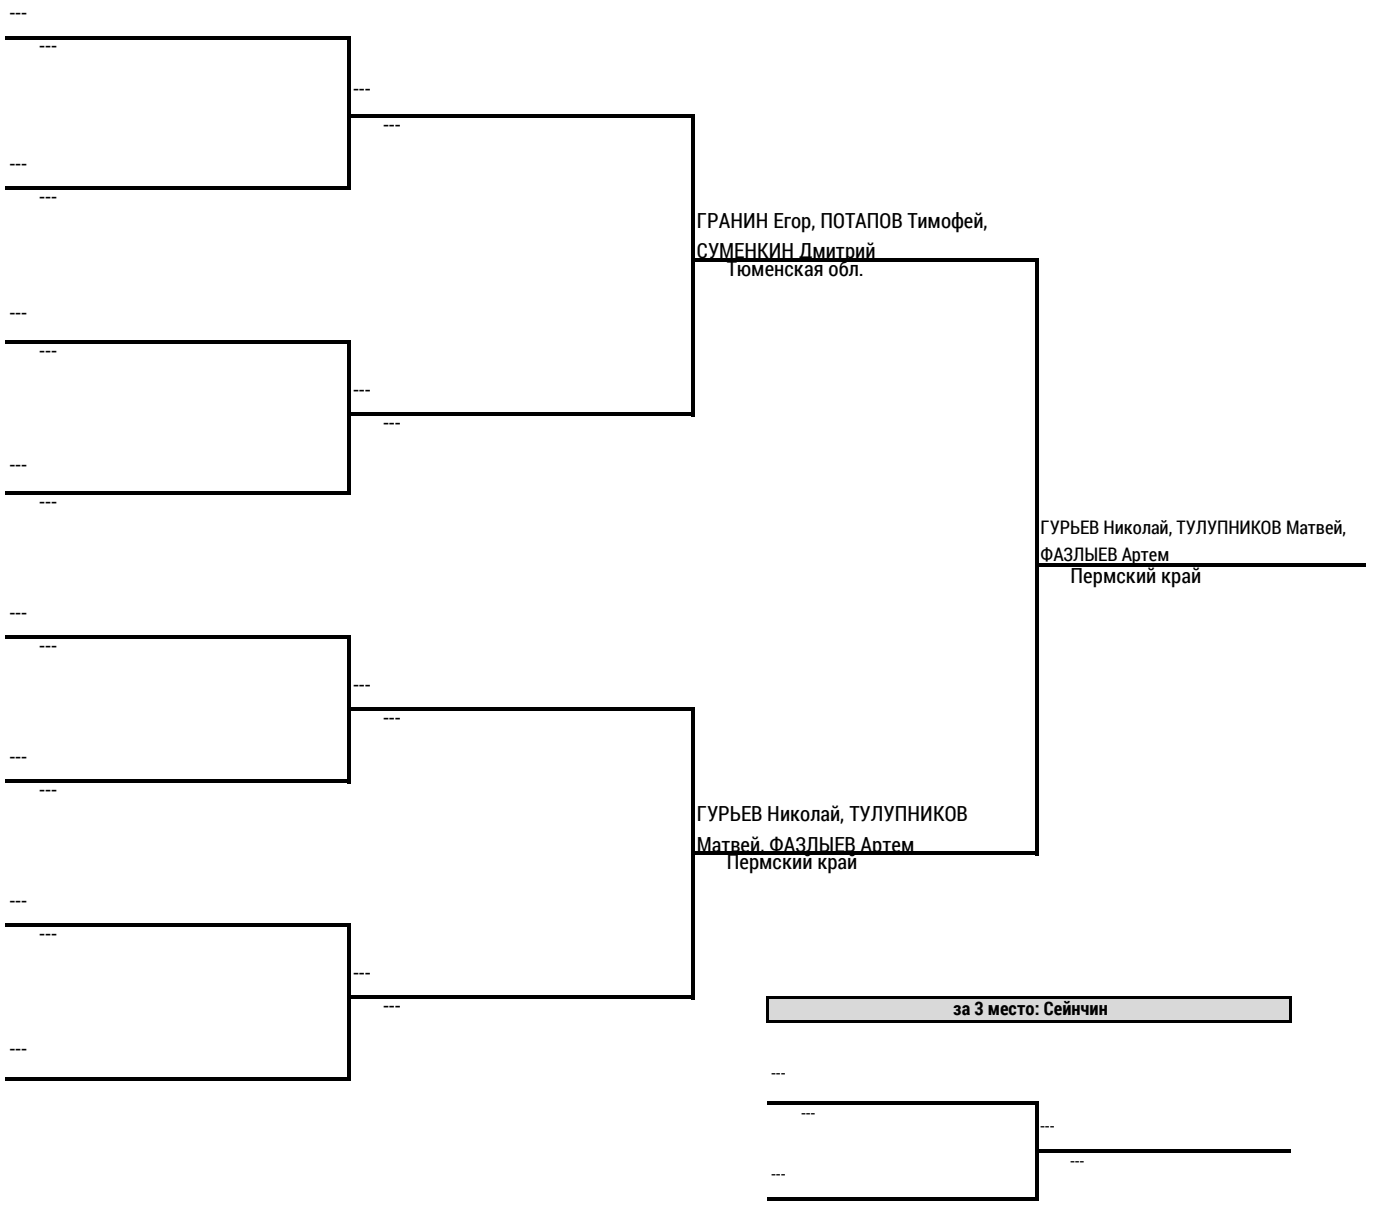 ---
---
---
---
---
---
ГРАНИН Егор, ПОТАПОВ Тимофей,
СУМЕНКИН Дмитрий
Тюменская обл.
---
---
---
---
---
---
ГУРЬЕВ Николай, ТУЛУПНИКОВ Матвей,
ФАЗЛЫЕВ Артем
Пермский край
---
---
---
---
---
---
ГУРЬЕВ Николай, ТУЛУПНИКОВ
Матвей, ФАЗЛЫЕВ Артем
Пермский край
---
---
---
---
---
за 3 место: Сейнчин
---
---
---
---
---